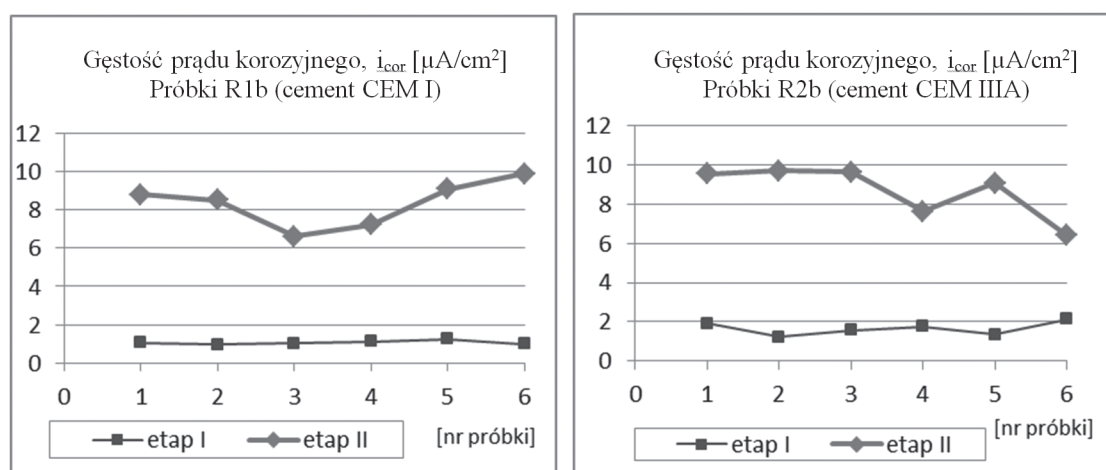 Gęstość prądu korozyjnego, icor [µA/cm²]
Próbki R1b (cement CEM I)
12
10
8
6
4
2
0
0 1 2 3 4 5 6
[nr próbki]
etap I etap II
Gęstość prądu korozyjnego, icor [µA/cm²]
Próbki R2b (cement CEM IIIA)
12
10
8
6
4
2
0
0 1 2 3 4 5 6
[nr próbki]
etap I etap II